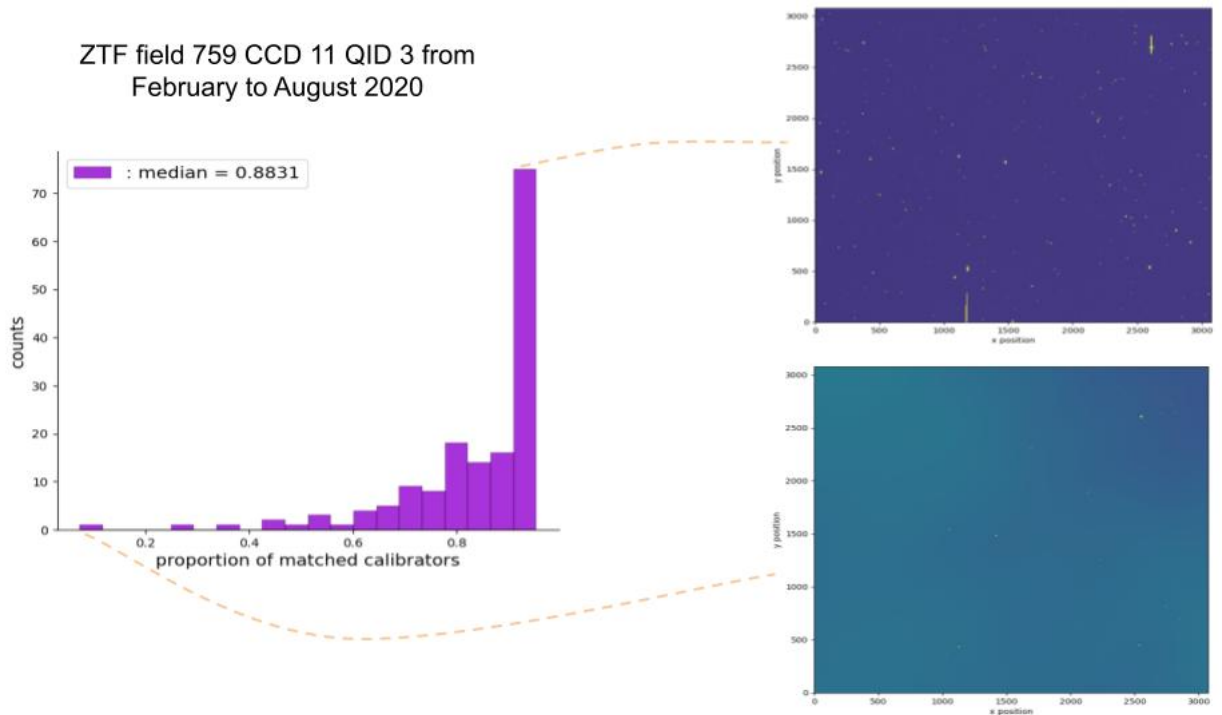 ZTF field 759 CCD 11 QID 3 from
February to August 2020
: median = 0.8831
counts
70
60
50
40
30
20
10
0
0.2 0.4 0.6 0.8
proportion of matched calibrators
y position
3000
2500
2000
1500
1000
500
0
0 500 1000 1500 2000 2500 3000
x position
y position
3000
2500
2000
1500
1000
500
0
0 500 1000 1500 2000 2500 3000
x position